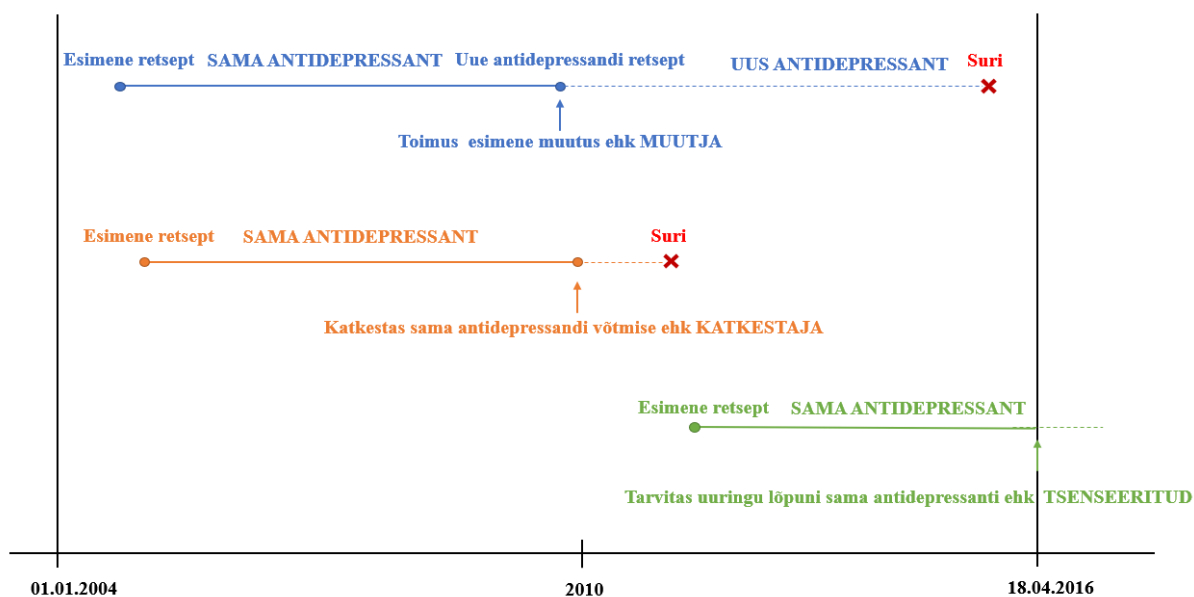 Esimene retsept SAMA ANTIDEPRESSANT Uue antidepressandi retsept UUS ANTIDEPRESSANT Suri
Toimus esimene muutus ehk MUUTJA
Esimene retsept SAMA ANTIDEPRESSANT Suri
Katkestas sama antidepressandi võtmise ehk KATKESTAJA
Esimene retsept SAMA ANTIDEPRESSANT
Tarvitas uuringu lõpuni sama antidepressanti ehk TSENSEERITUD
01.01.2004 2010 18.04.2016